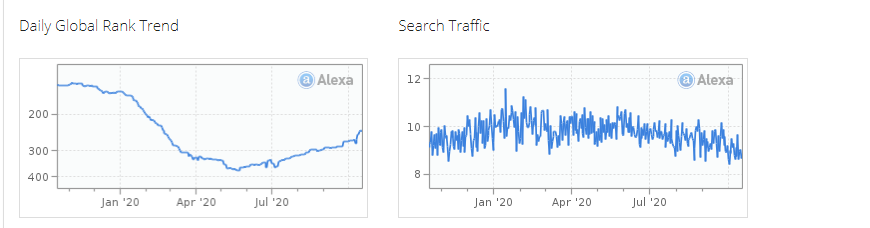 Daily Global Rank Trend
200
300
400
Jan '20
Apr '20
Jul '20
a Alexa
Search Traffic
12
10
8
Jan '20
Apr '20
Jul '20
a Alexa